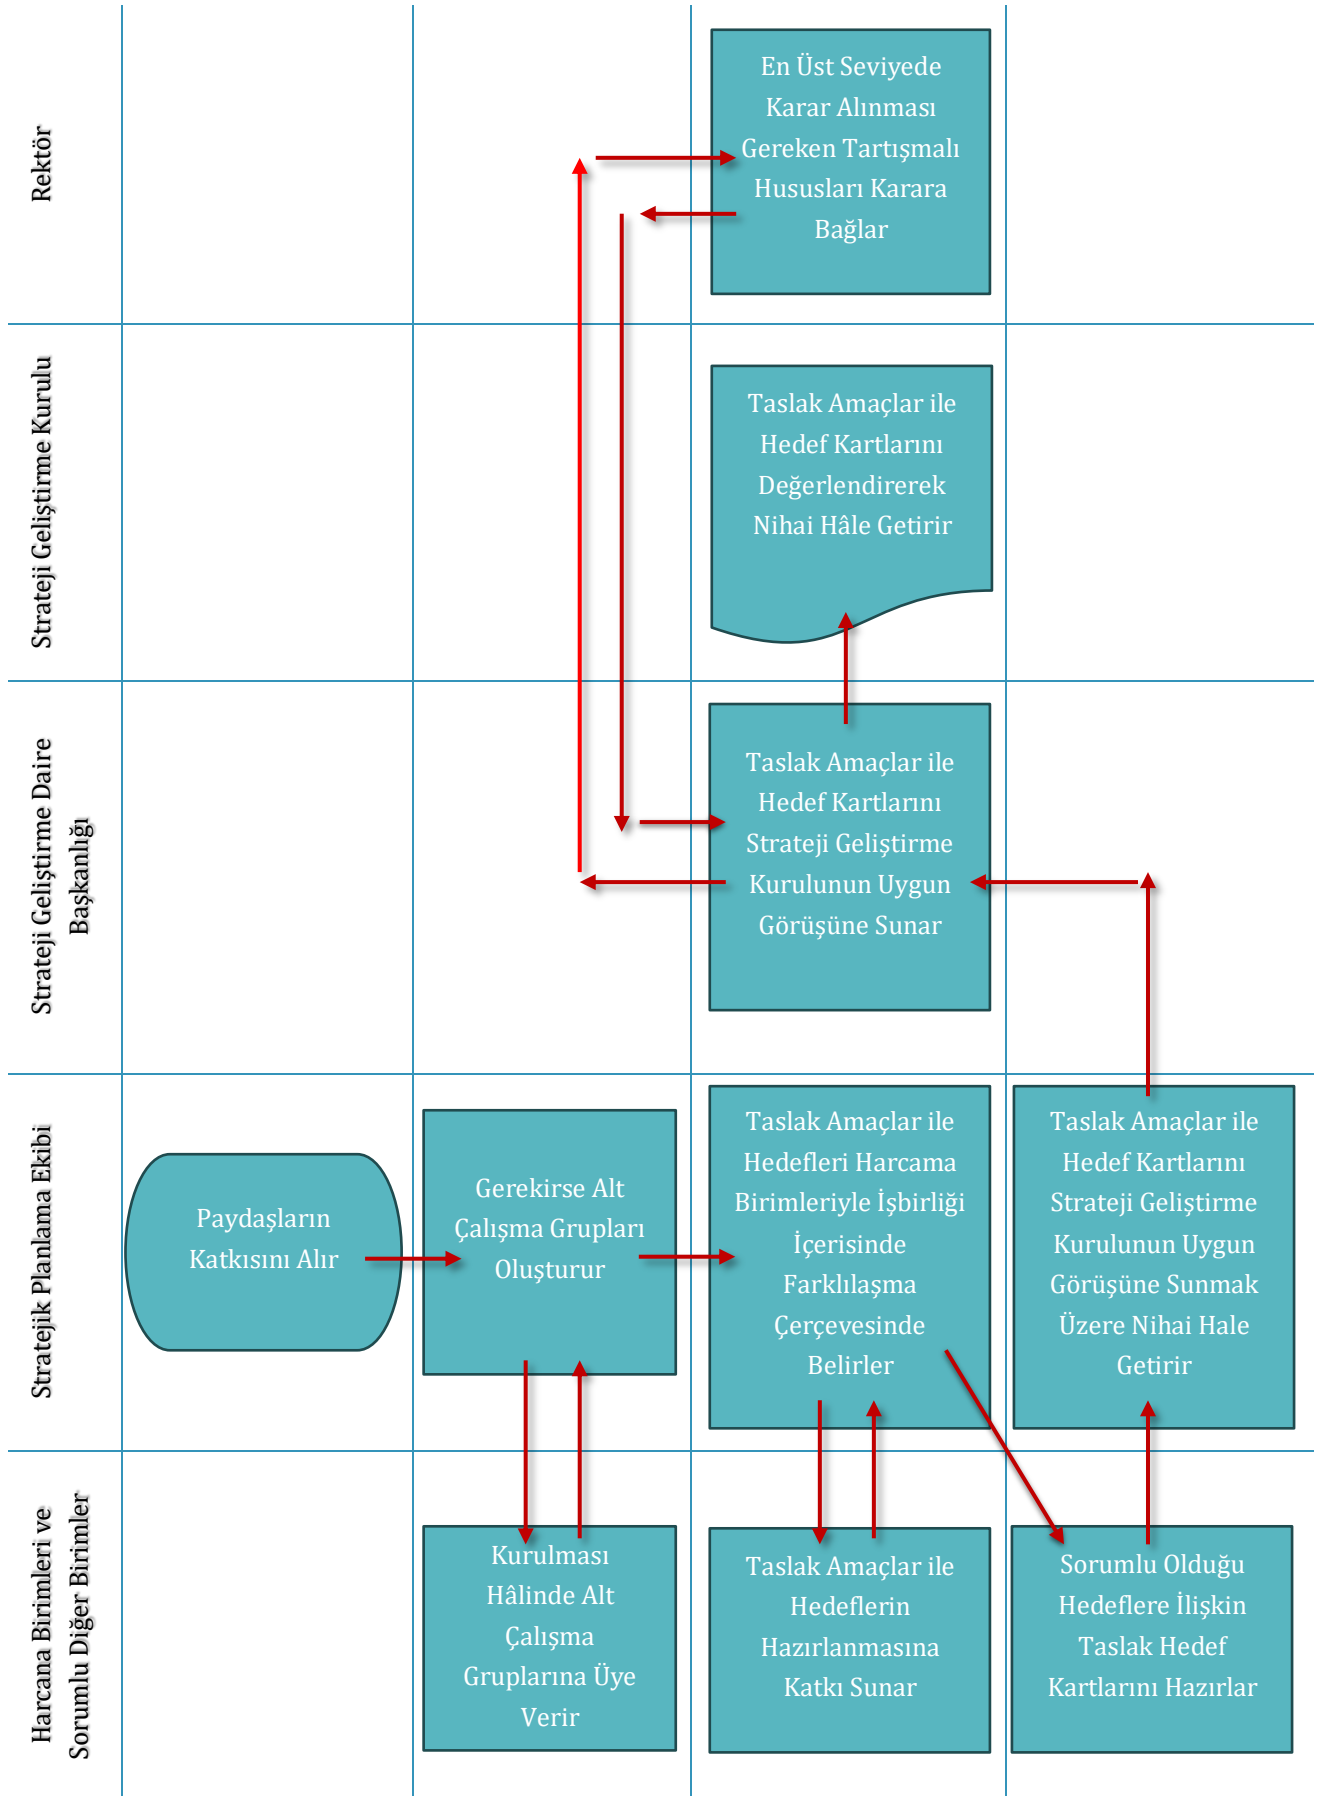 Rektör
En Üst Seviyede
Karar Alınması
Gereken Tartışmalı
Hususları Karara
Bağlar
Strateji Geliştirme Kurulu
Taslak Amaçlar ile
Hedef Kartlarını
Değerlendirerek
Nihai Hâle Getirir
Strateji Geliştirme Daire
Başkanlığı
Taslak Amaçlar ile
Hedef Kartlarını
Strateji Geliştirme
Kurulunun Uygun
Görüşüne Sunar
Stratejik Planlama Ekibi
Paydaşların
Katkısını Alır
Gerekirse Alt
Çalışma Grupları
Oluşturur
Taslak Amaçlar ile
Hedefleri Harcama
Birimleriyle İşbirliği
İçerisinde
Farklılaşma
Çerçevesinde
Belirler
Taslak Amaçlar ile
Hedef Kartlarını
Strateji Geliştirme
Kurulunun Uygun
Görüşüne Sunmak
Üzere Nihai Hale
Getirir
Harcana Birimleri ve
Sorumlu Diğer Birimler
Kurulması
Hâlinde Alt
Çalışma
Gruplarına Üye
Verir
Taslak Amaçlar ile
Hedeflerin
Hazırlanmasına
Katkı Sunar
Sorumlu Olduğu
Hedeflere İlişkin
Taslak Hedef
Kartlarını Hazırlar